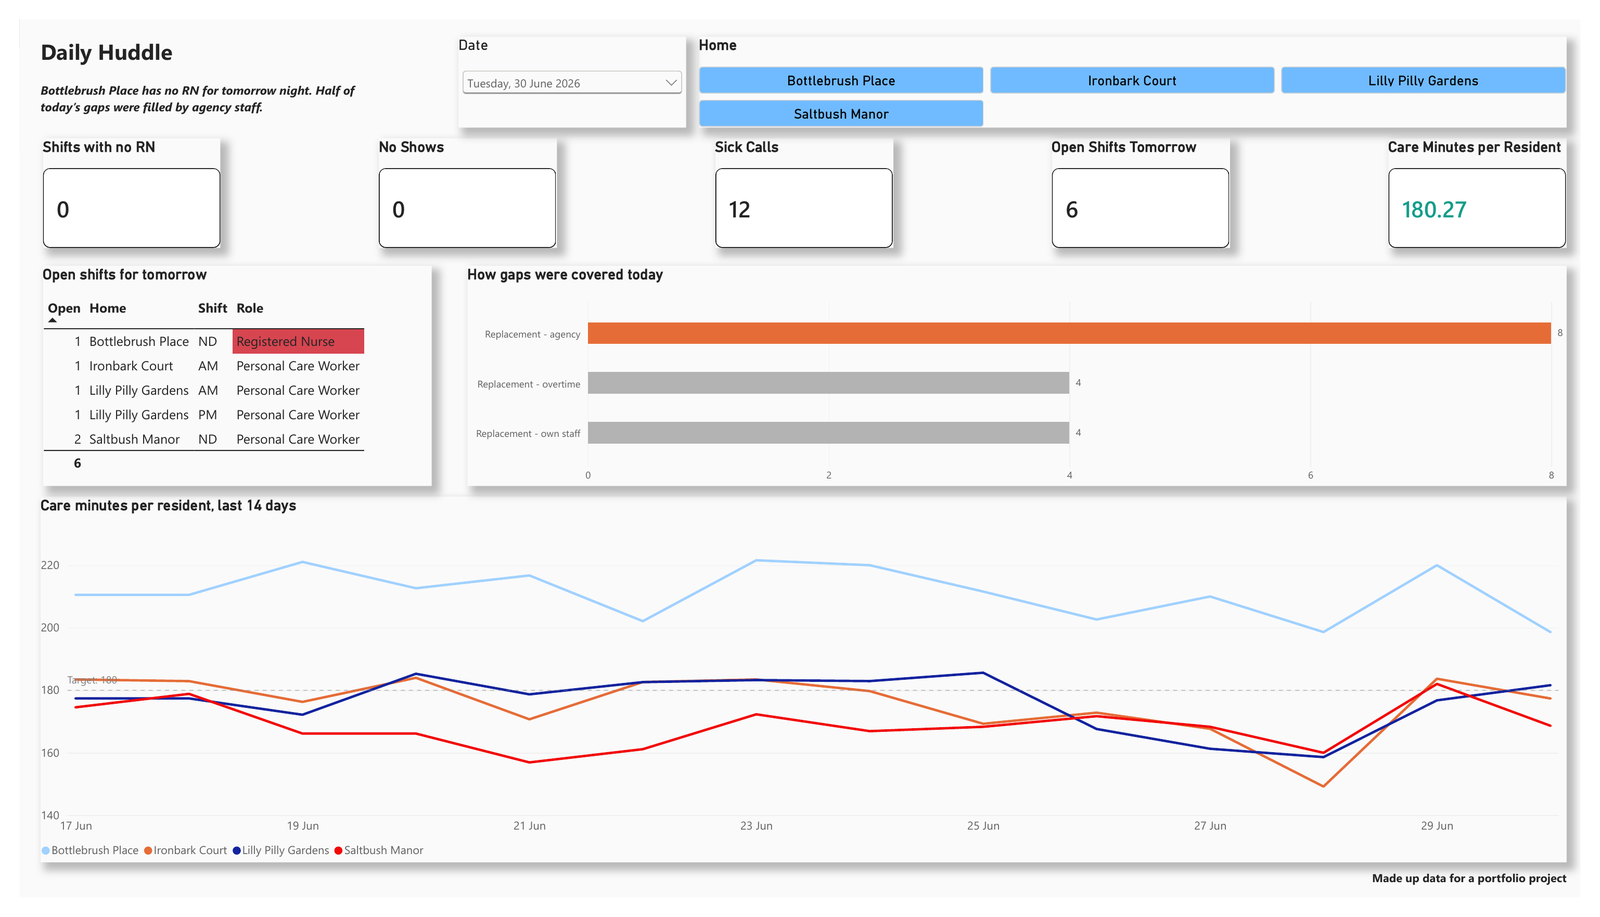 Daily Huddle
Bottlebrush Place has no RN for tomorrow night. Half of
today's gaps were filled by agency staff.
Date
Tuesday, 30 June 2026
Home
Bottlebrush Place
Ironbark Court
Lilly Pilly Gardens
Saltbush Manor
Shifts with no RN
0
No Shows
0
Sick Calls
12
Open Shifts Tomorrow
6
Care Minutes per Resident
180.27
Open shifts for tomorrow
Open Home Shift Role
1 Bottlebrush Place ND Registered Nurse
1 Ironbark Court AM Personal Care Worker
1 Lilly Pilly Gardens AM Personal Care Worker
1 Lilly Pilly Gardens PM Personal Care Worker
2 Saltbush Manor ND Personal Care Worker
6
How gaps were covered today
Replacement - agency 8
Replacement - overtime 4
Replacement - own staff 4
0 2 4 6 8
Care minutes per resident, last 14 days
220
200
Target: 180
180
160
140
17 Jun 19 Jun 21 Jun 23 Jun 25 Jun 27 Jun 29 Jun
Bottlebrush Place Ironbark Court Lilly Pilly Gardens Saltbush Manor
Made up data for a portfolio project